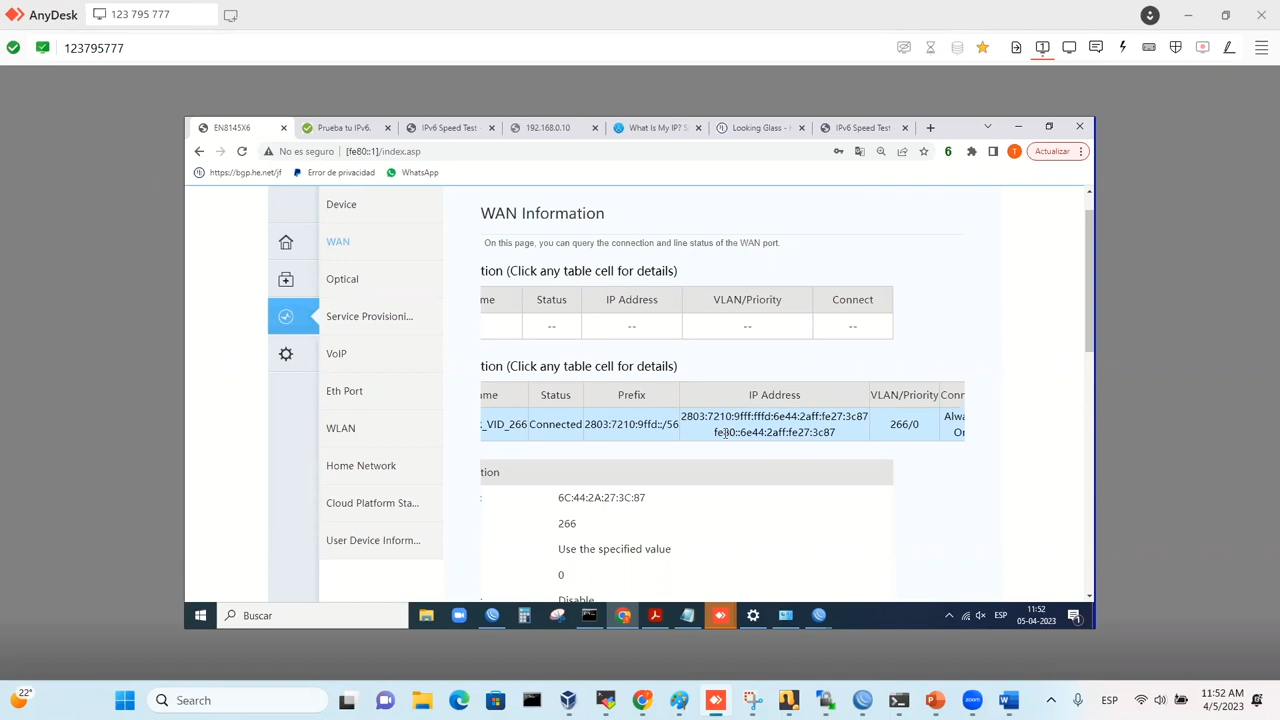 AnyDesk
123 795 777
123795777
EN8145X6
Prueba tu IPv6.
IPv6 Speed Test
192.168.0.10
What Is My IP?
Looking Glass -
IPv6 Speed Test
No es seguro
[fe80::1]/index.asp
6
T
Actualizar
https://bgp.he.net/jf
Error de privacidad
WhatsApp
Device
WAN
Optical
Service Provisioni...
VoIP
Eth Port
WLAN
Home Network
Cloud Platform Sta...
User Device Inform...
WAN Information
On this page, you can query the connection and line status of the WAN port.
tion (Click any table cell for details)
me Status IP Address VLAN/Priority Connect
-- -- -- --
tion (Click any table cell for details)
me Status Prefix IP Address VLAN/Priority Conn
_VID_266 Connected 2803:7210:9ffd::/56 2803:7210:9fff:fffd:6e44:2aff:fe27:3c87 266/0 Alwa
fe80::6e44:2aff:fe27:3c87 On
tion
: 6C:44:2A:27:3C:87
266
Use the specified value
0
Disable
Buscar
ESP
11:52
05-04-2023
1
22°
Search
ESP
11:52 AM
4/5/2023